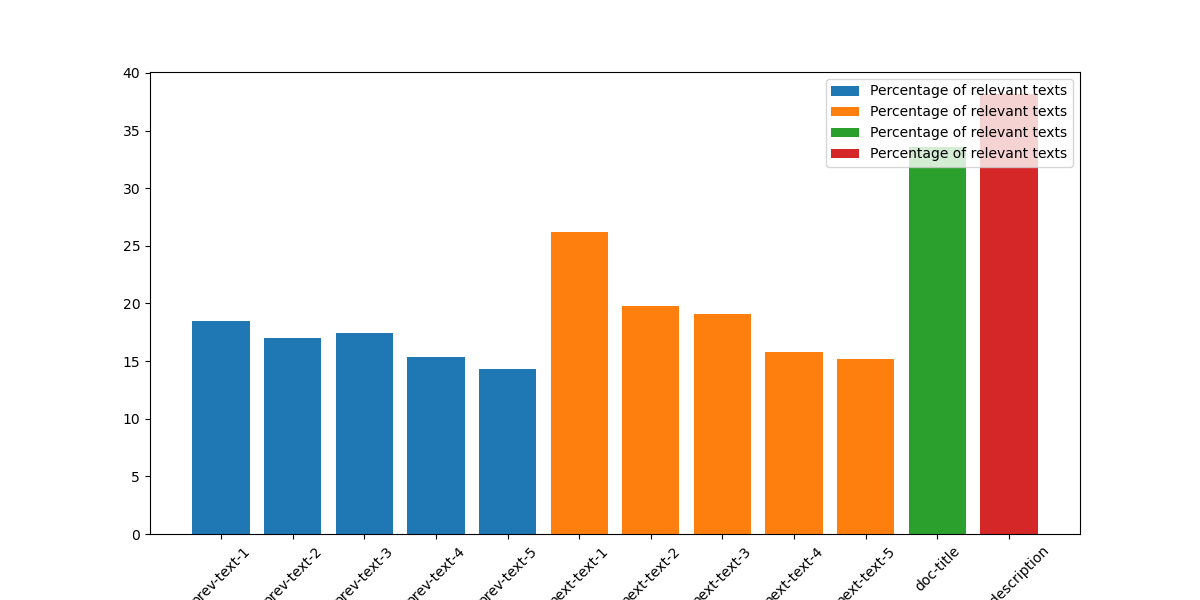 40
35
30
25
20
15
10
5
0
Percentage of relevant texts
Percentage of relevant texts
Percentage of relevant texts
Percentage of relevant texts
prev-text-1
prev-text-2
prev-text-3
prev-text-4
prev-text-5
next-text-1
next-text-2
next-text-3
next-text-4
next-text-5
doc-title
description